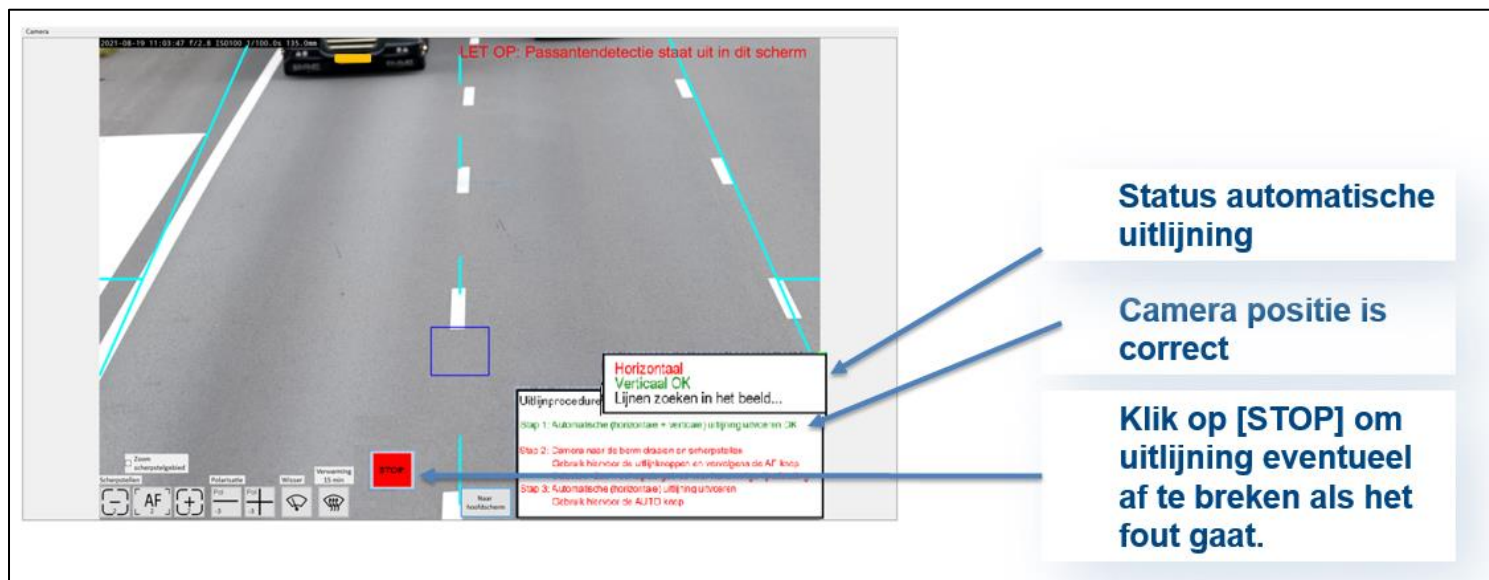 Camera
2021-08-19 11:03:47 f/2.8 ISO100 1/100.0s 135.0mm
LET OP: Passantendetectie staat uit in dit scherm
Status automatische
uitlijning
Camera positie is
correct
Klik op [STOP] om
uitlijning eventueel
af te breken als het
fout gaat.
Horizontaal
Verticaal OK
Lijnen zoeken in het beeld...
Uitlijnprocedure
Stap 1: Automatische (horizontale + verticale) uitlijning uitvoeren OK
Stap 2: Camera naar de berm draaien en scherpstellen
Gebruik hiervoor de uitlijnknoppen en vervolgens de AF knop
Stap 3: Automatische (horizontale) uitlijning uitvoeren
Gebruik hiervoor de AUTO knop
STOP
Zoom
scherpstelgebied
Scherpstellen
Polarisatie
Wisser
Verwarming
15 min
AF
2
Pol
-3
Pol
-3
Naar
hoofdscherm